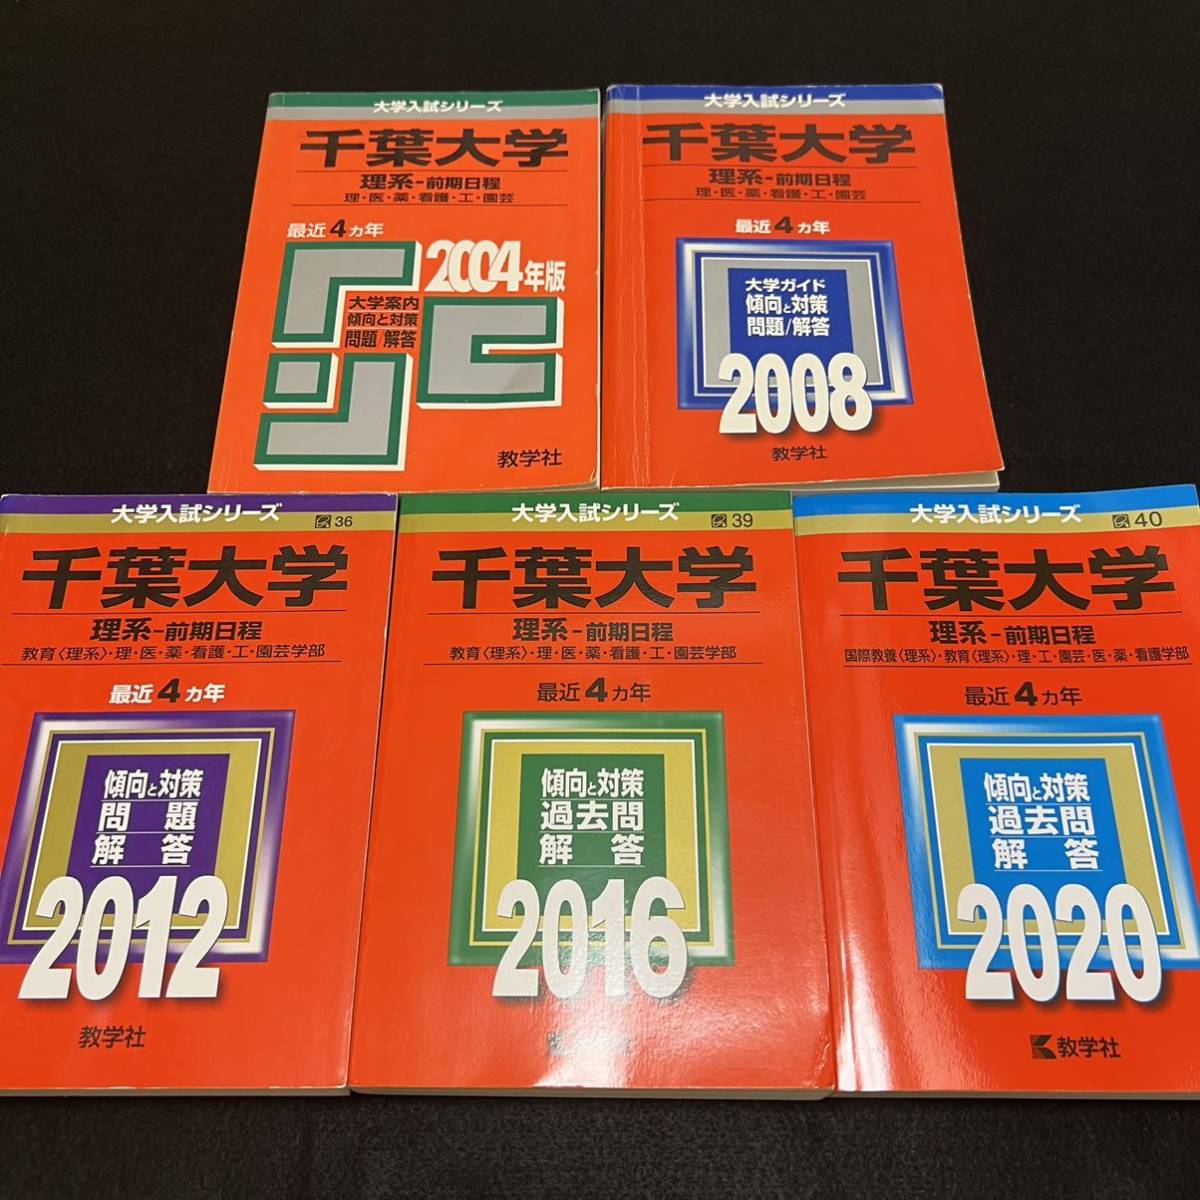 大学入試シリーズ
千葉大学
理系-前期日程
理・医・薬・看護・工・園芸
最近4ヵ年
2004年版
大学案内
傾向と対策
問題/解答
教学社
大学入試シリーズ
千葉大学
理系-前期日程
理・医・薬・看護・工・園芸
最近4ヵ年
大学ガイド
傾向と対策
問題/解答
2008
教学社
大学入試シリーズ
36
千葉大学
理系-前期日程
教育〈理系〉・理・医・薬・看護・工・園芸学部
最近4ヵ年
傾向と対策
問題
解答
2012
教学社
大学入試シリーズ
39
千葉大学
理系-前期日程
教育〈理系〉・理・医・薬・看護・工・園芸学部
最近4ヵ年
傾向と対策
過去問
解答
2016
大学入試シリーズ
40
千葉大学
理系-前期日程
国際教養〈理系〉・教育〈理系〉・理・工・園芸・医・薬・看護学部
最近4ヵ年
傾向と対策
過去問
解答
2020
教学社